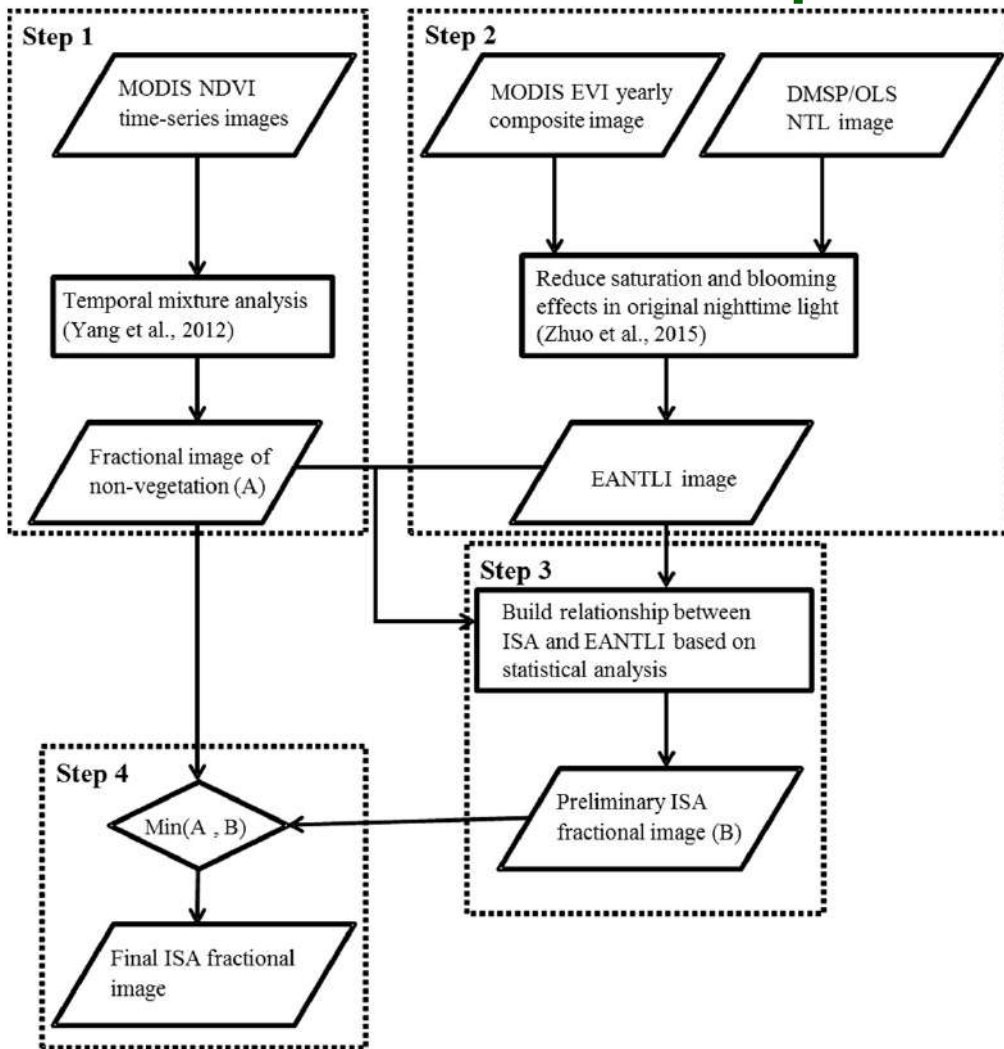 Step 1
MODIS NDVI
time-series images
Temporal mixture analysis
(Yang et al., 2012)
Fractional image of
non-vegetation (A)
Step 2
MODIS EVI yearly
composite image
DMSP/OLS
NTL image
Reduce saturation and blooming
effects in original nighttime light
(Zhuo et al., 2015)
EANTLI image
Step 3
Build relationship between
ISA and EANTLI based on
statistical analysis
Preliminary ISA
fractional image (B)
Step 4
Min(A , B)
Final ISA fractional
image